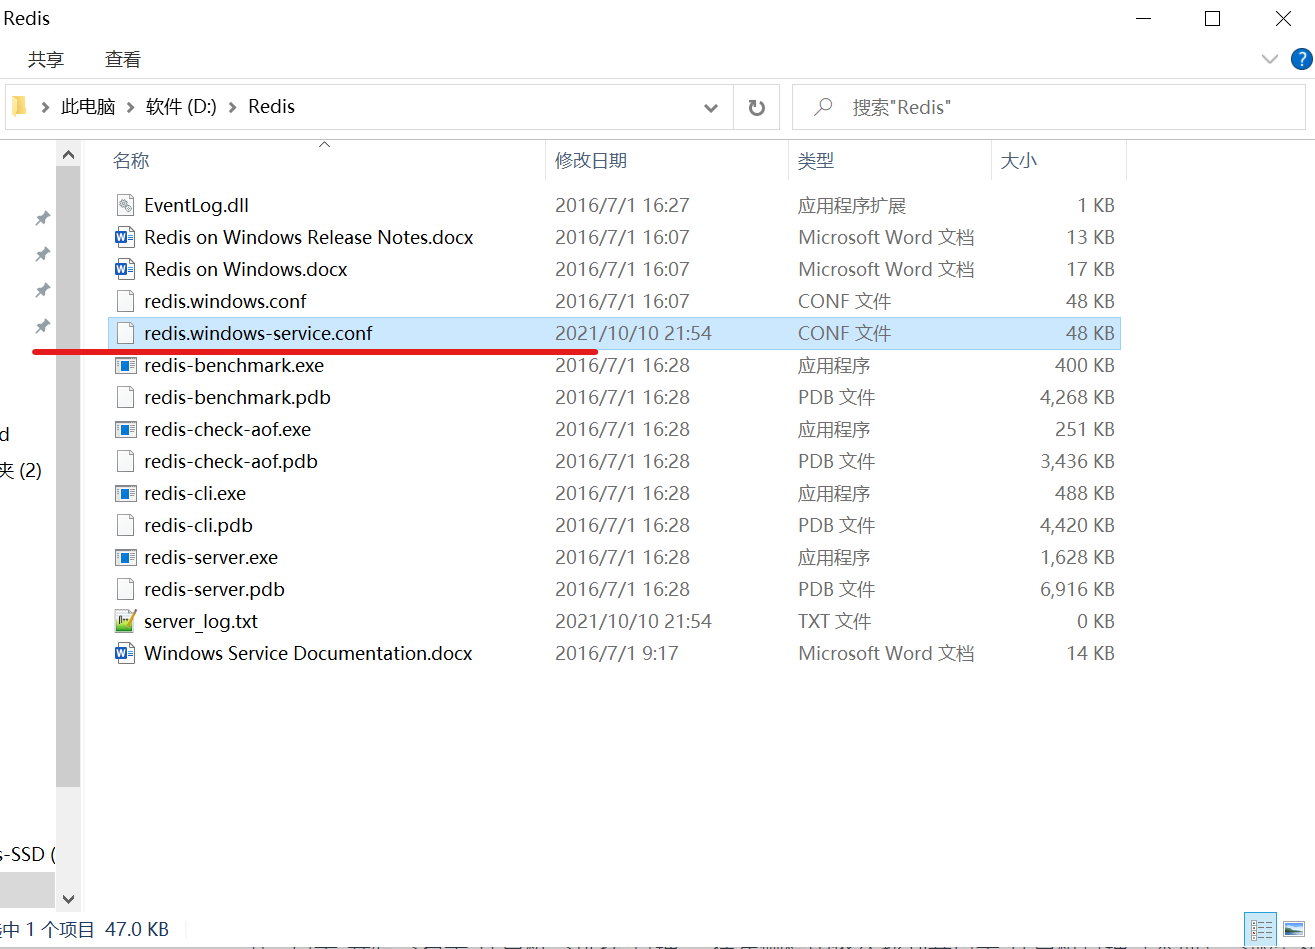 Redis
共享 查看
此电脑 软件 (D:) Redis 搜索"Redis"
名称 修改日期 类型 大小
EventLog.dll 2016/7/1 16:27 应用程序扩展 1 KB
Redis on Windows Release Notes.docx 2016/7/1 16:07 Microsoft Word 文档 13 KB
Redis on Windows.docx 2016/7/1 16:07 Microsoft Word 文档 17 KB
redis.windows.conf 2016/7/1 16:07 CONF 文件 48 KB
redis.windows-service.conf 2021/10/10 21:54 CONF 文件 48 KB
redis-benchmark.exe 2016/7/1 16:28 应用程序 400 KB
redis-benchmark.pdb 2016/7/1 16:28 PDB 文件 4,268 KB
redis-check-aof.exe 2016/7/1 16:28 应用程序 251 KB
d
redis-check-aof.pdb 2016/7/1 16:28 PDB 文件 3,436 KB
夹 (2)
redis-cli.exe 2016/7/1 16:28 应用程序 488 KB
redis-cli.pdb 2016/7/1 16:28 PDB 文件 4,420 KB
redis-server.exe 2016/7/1 16:28 应用程序 1,628 KB
redis-server.pdb 2016/7/1 16:28 PDB 文件 6,916 KB
server_log.txt 2021/10/10 21:54 TXT 文件 0 KB
Windows Service Documentation.docx 2016/7/1 9:17 Microsoft Word 文档 14 KB
s-SSD (
中 1 个项目 47.0 KB